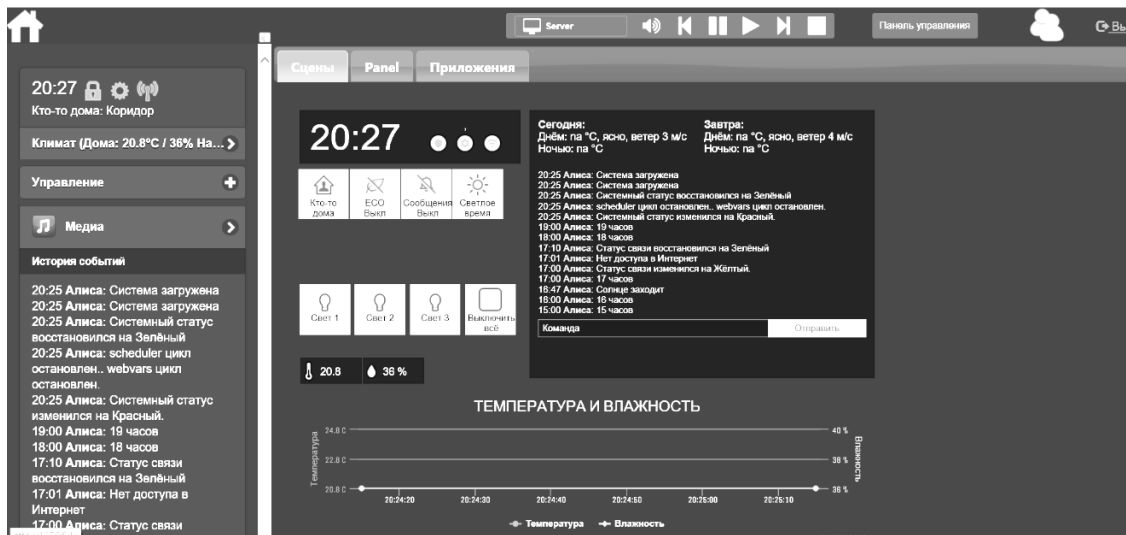 Server
Панель управления
Вы
20:27
Кто-то дома: Коридор
Климат (Дома: 20.8°C / 36% На...
Управление
Медиа
История событий
20:25 Алиса: Система загружена
20:25 Алиса: Система загружена
20:25 Алиса: Системный статус
восстановился на Зелёный
20:25 Алиса: scheduler цикл
остановлен.. webvars цикл
остановлен.
20:25 Алиса: Системный статус
изменился на Красный.
19:00 Алиса: 19 часов
18:00 Алиса: 18 часов
17:10 Алиса: Статус связи
восстановился на Зелёный
17:01 Алиса: Нет доступа в
Интернет
17:00 Алиса: Статус связи
Сцены Panel Приложения
20:27
Кто-то дома
ECO Выкл
Сообщения Выкл
Светлое время
Свет 1
Свет 2
Свет 3
Выключить всё
20.8 36 %
Сегодня:
Днём: na °C, ясно, ветер 3 м/с
Ночью: na °C
Завтра:
Днём: na °C, ясно, ветер 4 м/с
Ночью: na °C
20:25 Алиса: Система загружена
20:25 Алиса: Система загружена
20:25 Алиса: Системный статус восстановился на Зелёный
20:25 Алиса: scheduler цикл остановлен.. webvars цикл остановлен.
20:25 Алиса: Системный статус изменился на Красный.
19:00 Алиса: 19 часов
18:00 Алиса: 18 часов
17:10 Алиса: Статус связи восстановился на Зелёный
17:01 Алиса: Нет доступа в Интернет
17:00 Алиса: Статус связи изменился на Жёлтый.
17:00 Алиса: 17 часов
16:47 Алиса: Солнце заходит
16:00 Алиса: 16 часов
15:00 Алиса: 15 часов
Команда Отправить
ТЕМПЕРАТУРА И ВЛАЖНОСТЬ
Температура
24.8 C
22.8 C
20.8 C
40 %
38 %
36 %
Влажность
20:24:20 20:24:30 20:24:40 20:24:50 20:25:00 20:25:10
Температура Влажность